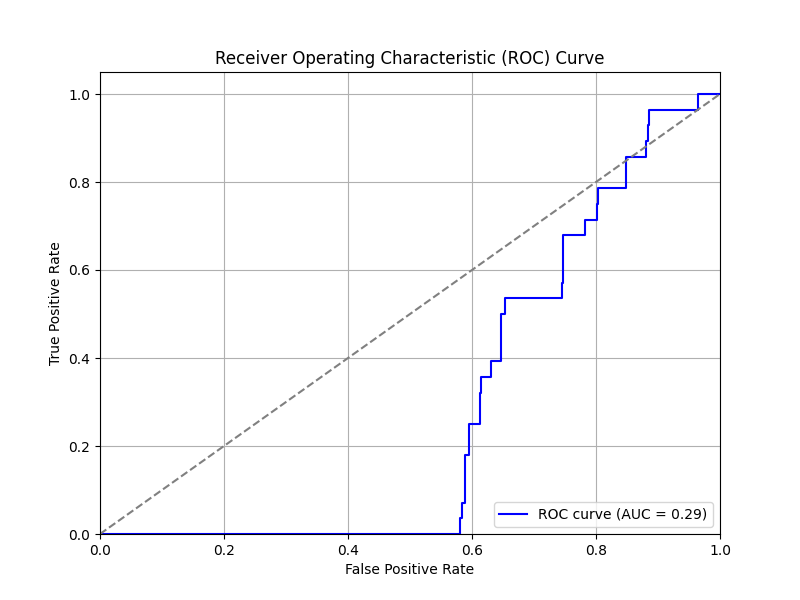 Receiver Operating Characteristic (ROC) Curve
True Positive Rate
1.0
0.8
0.6
0.4
0.2
0.0
0.0 0.2 0.4 0.6 0.8 1.0
False Positive Rate
ROC curve (AUC = 0.29)